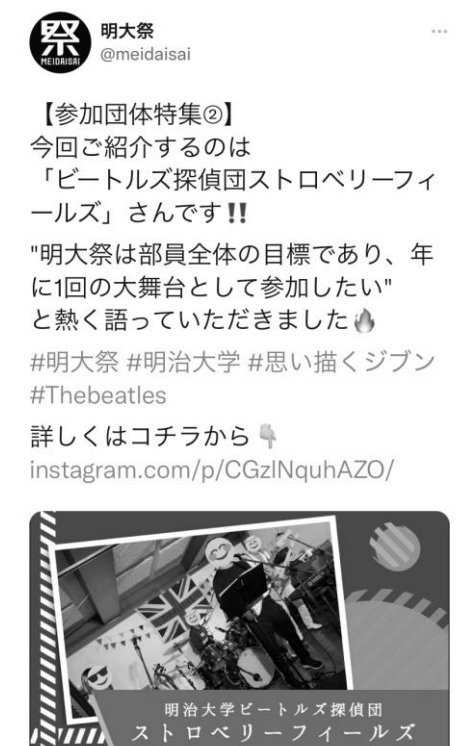 祭
MEIDAISAI
明大祭
@meidaisai
【参加団体特集②】
今回ご紹介するのは
「ビートルズ探偵団ストロベリーフィ
ールズ」さんです‼️
"明大祭は部員全体の目標であり、年
に1回の大舞台として参加したい"
と熱く語っていただきました🔥
#明大祭 #明治大学 #思い描くジブン
#Thebeatles
詳しくはコチラから👇
instagram.com/p/CGzINquhAZO/
明治大学ビートルズ探偵団
ストロベリーフィールズ